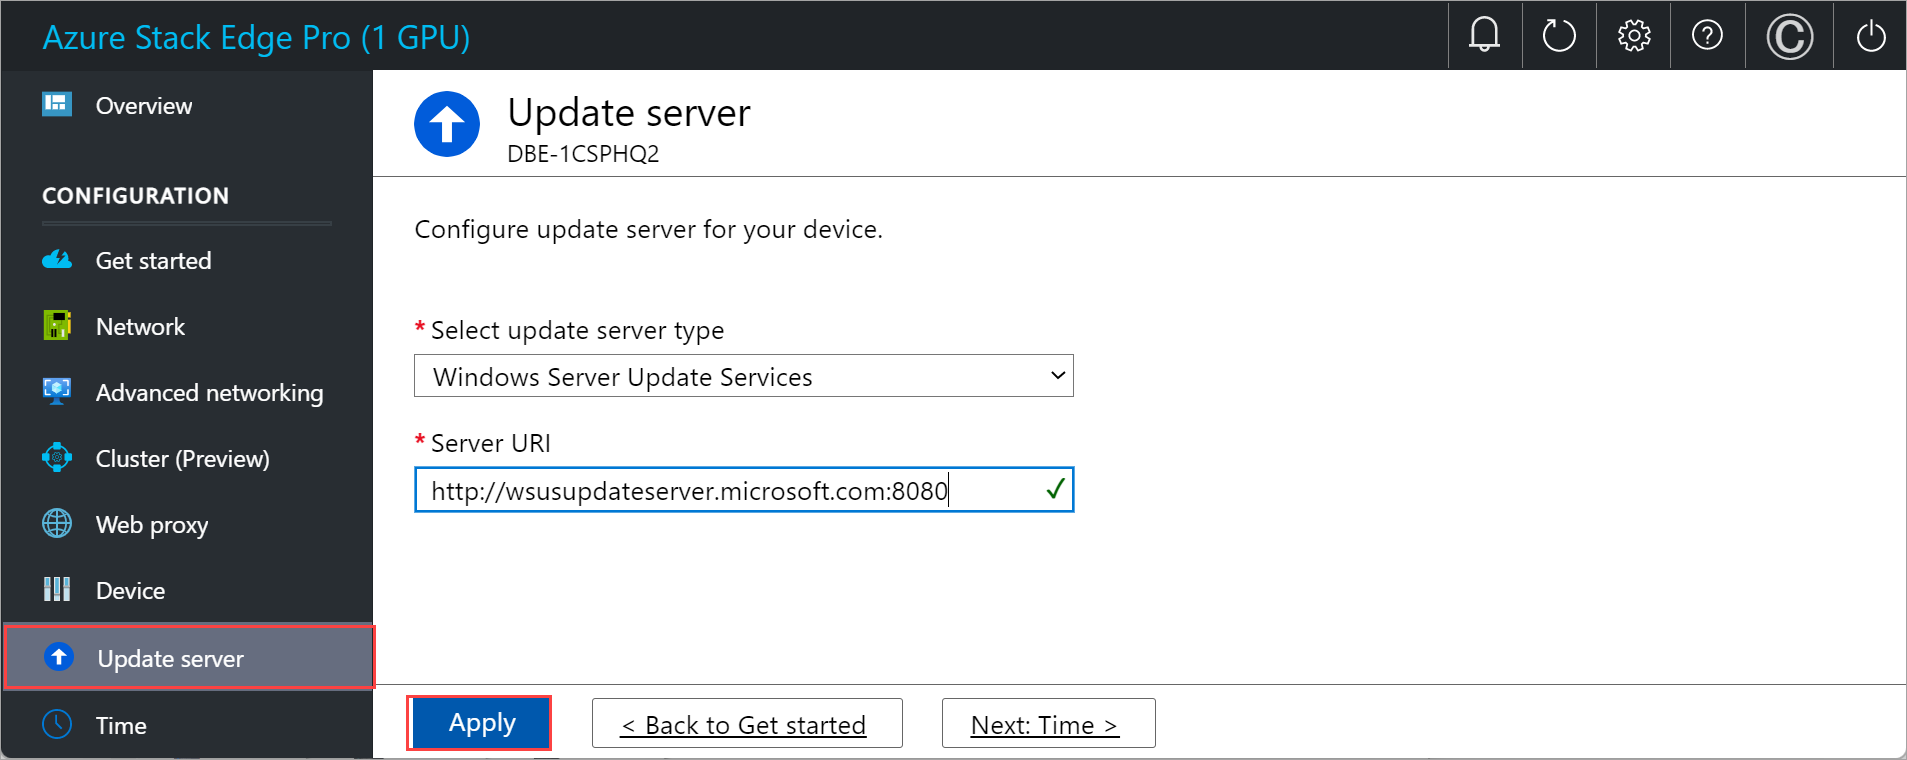 Azure Stack Edge Pro (1 GPU)
Overview
CONFIGURATION
Get started
Network
Advanced networking
Cluster (Preview)
Web proxy
Device
Update server
Time
Update server
DBE-1CSPHQ2
Configure update server for your device.
* Select update server type
Windows Server Update Services
* Server URI
http://wsusupdateserver.microsoft.com:8080
Apply
< Back to Get started
Next: Time >